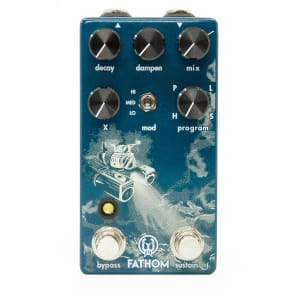 decay dampen mix
HI
MED
LO
P L
H S
X mod program
bypass FATHOM sustain